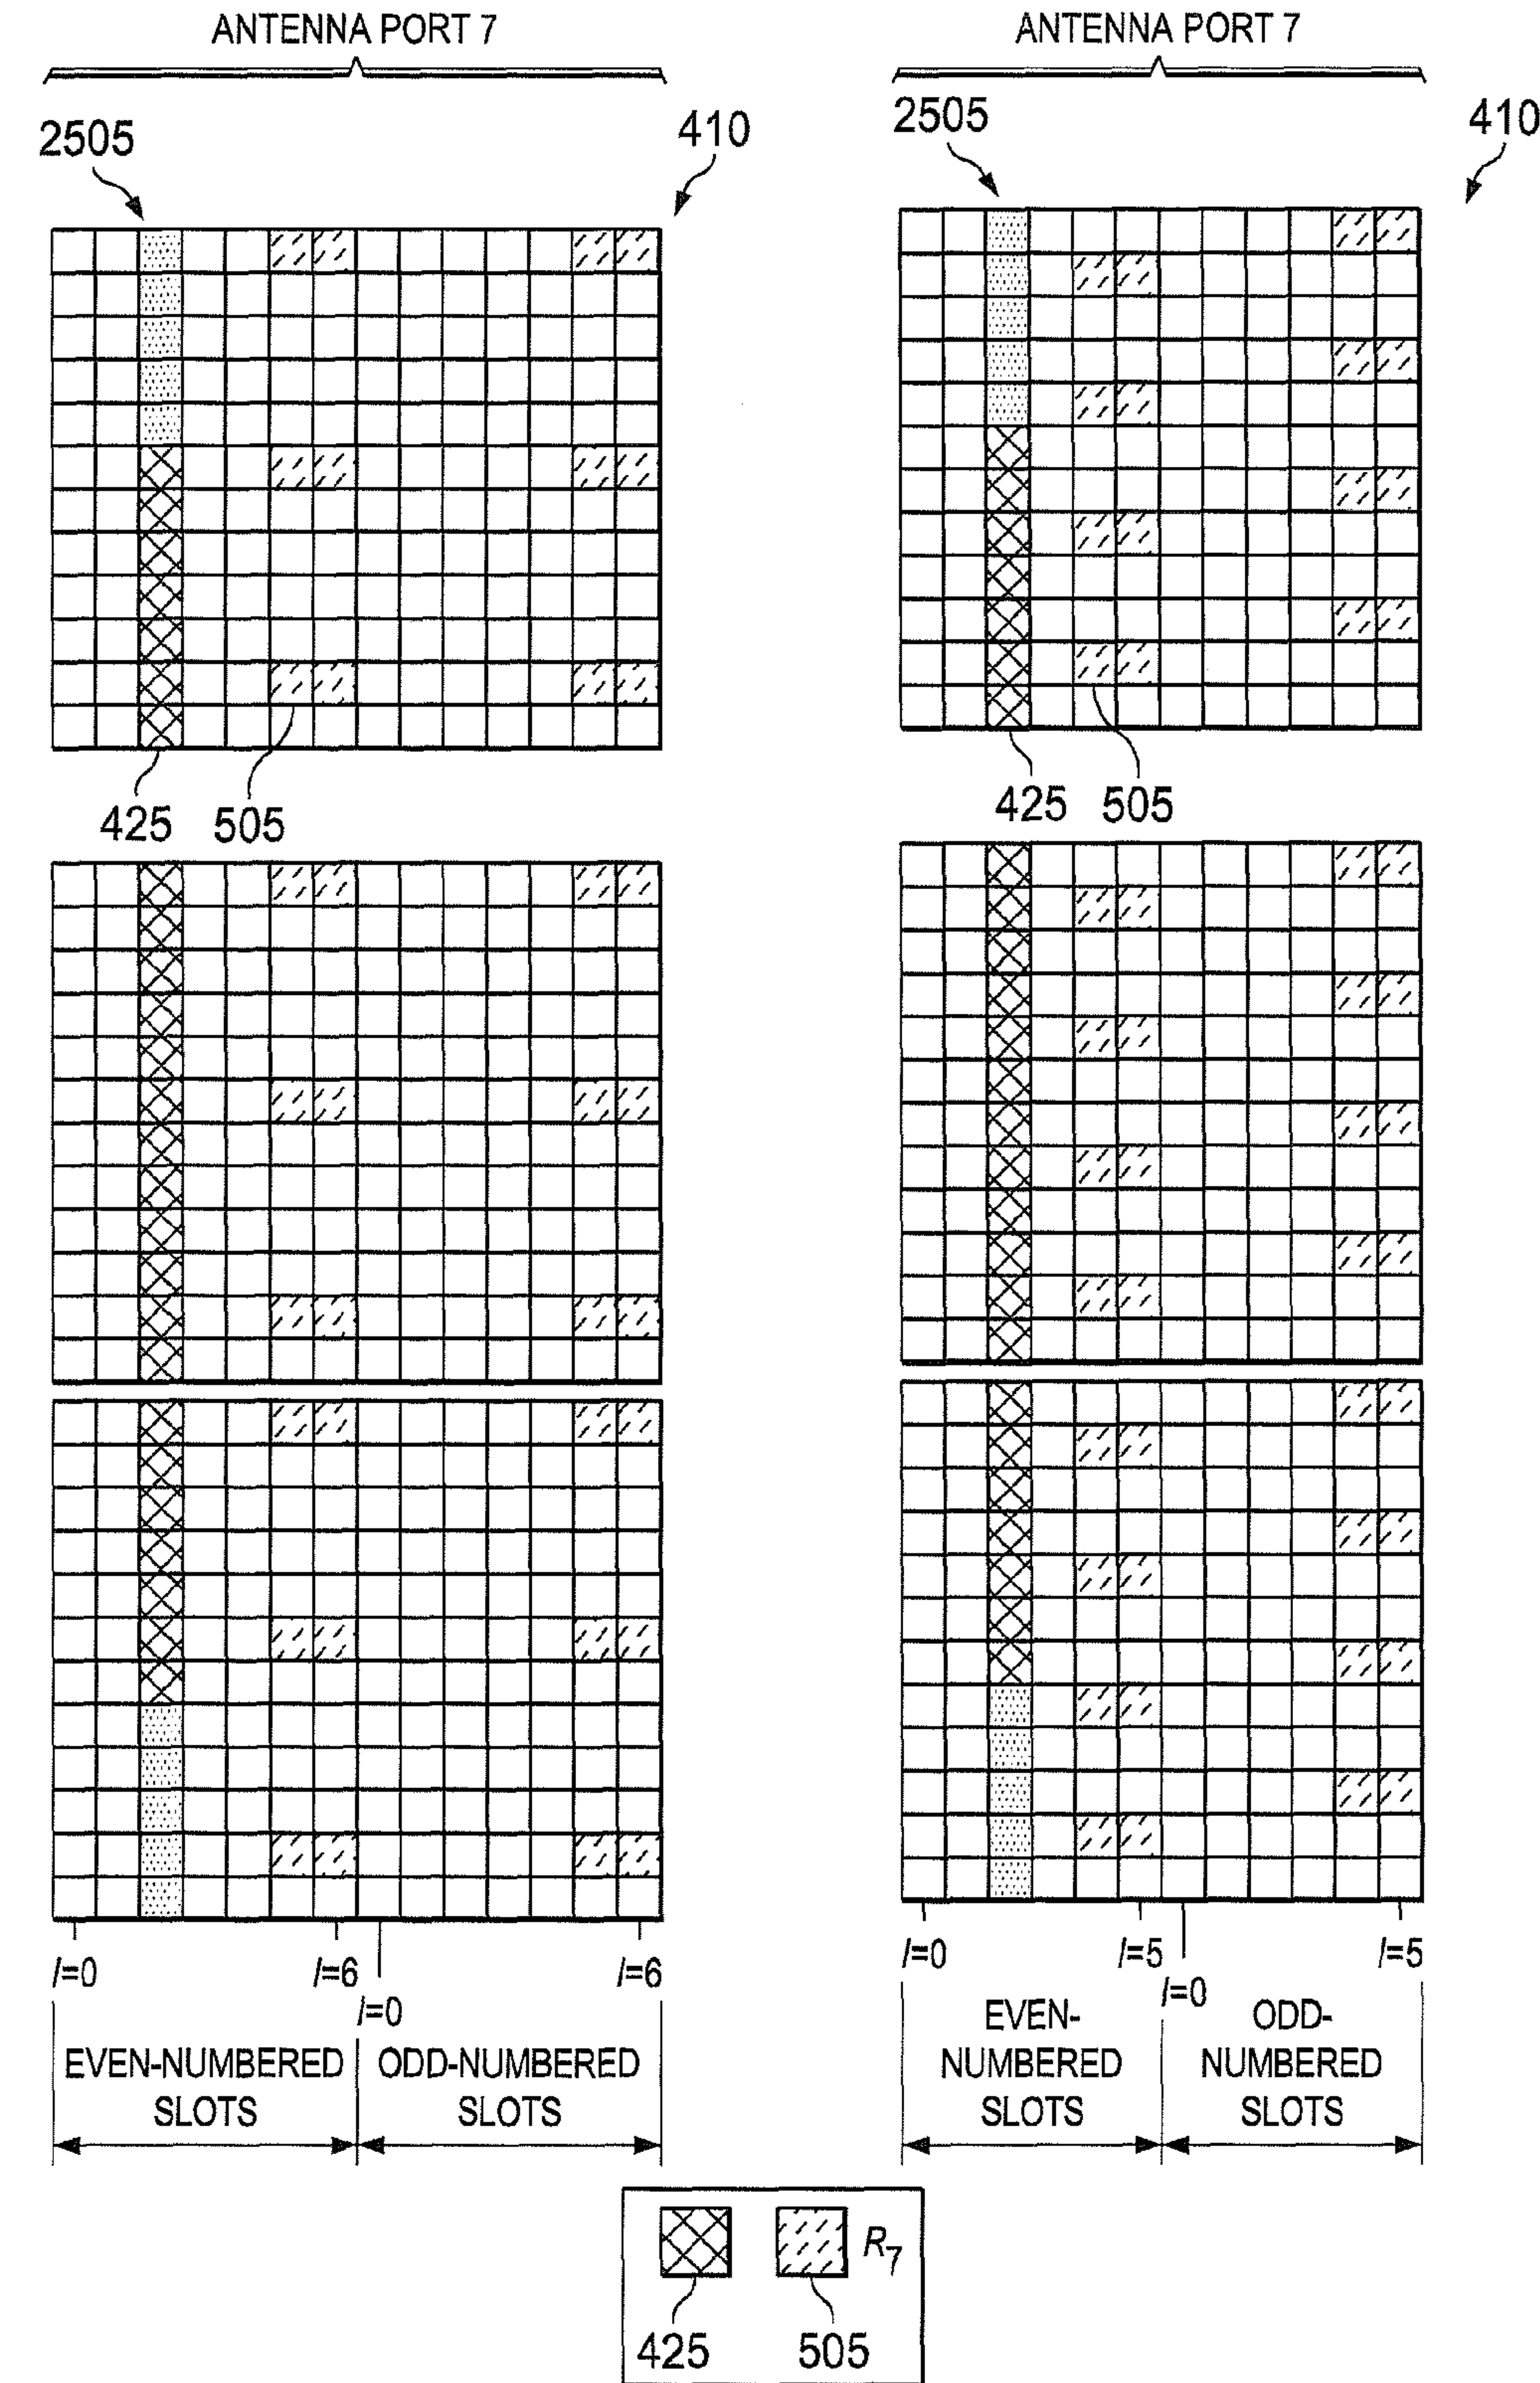 ANTENNA PORT 7
ANTENNA PORT 7
2505
410
2505
410
425
505
425
505
l=0
l=6
l=0
l=6
l=0
l=5
l=0
l=5
EVEN-NUMBERED
SLOTS
ODD-NUMBERED
SLOTS
EVEN-
NUMBERED
SLOTS
ODD-
NUMBERED
SLOTS
R7
425
505